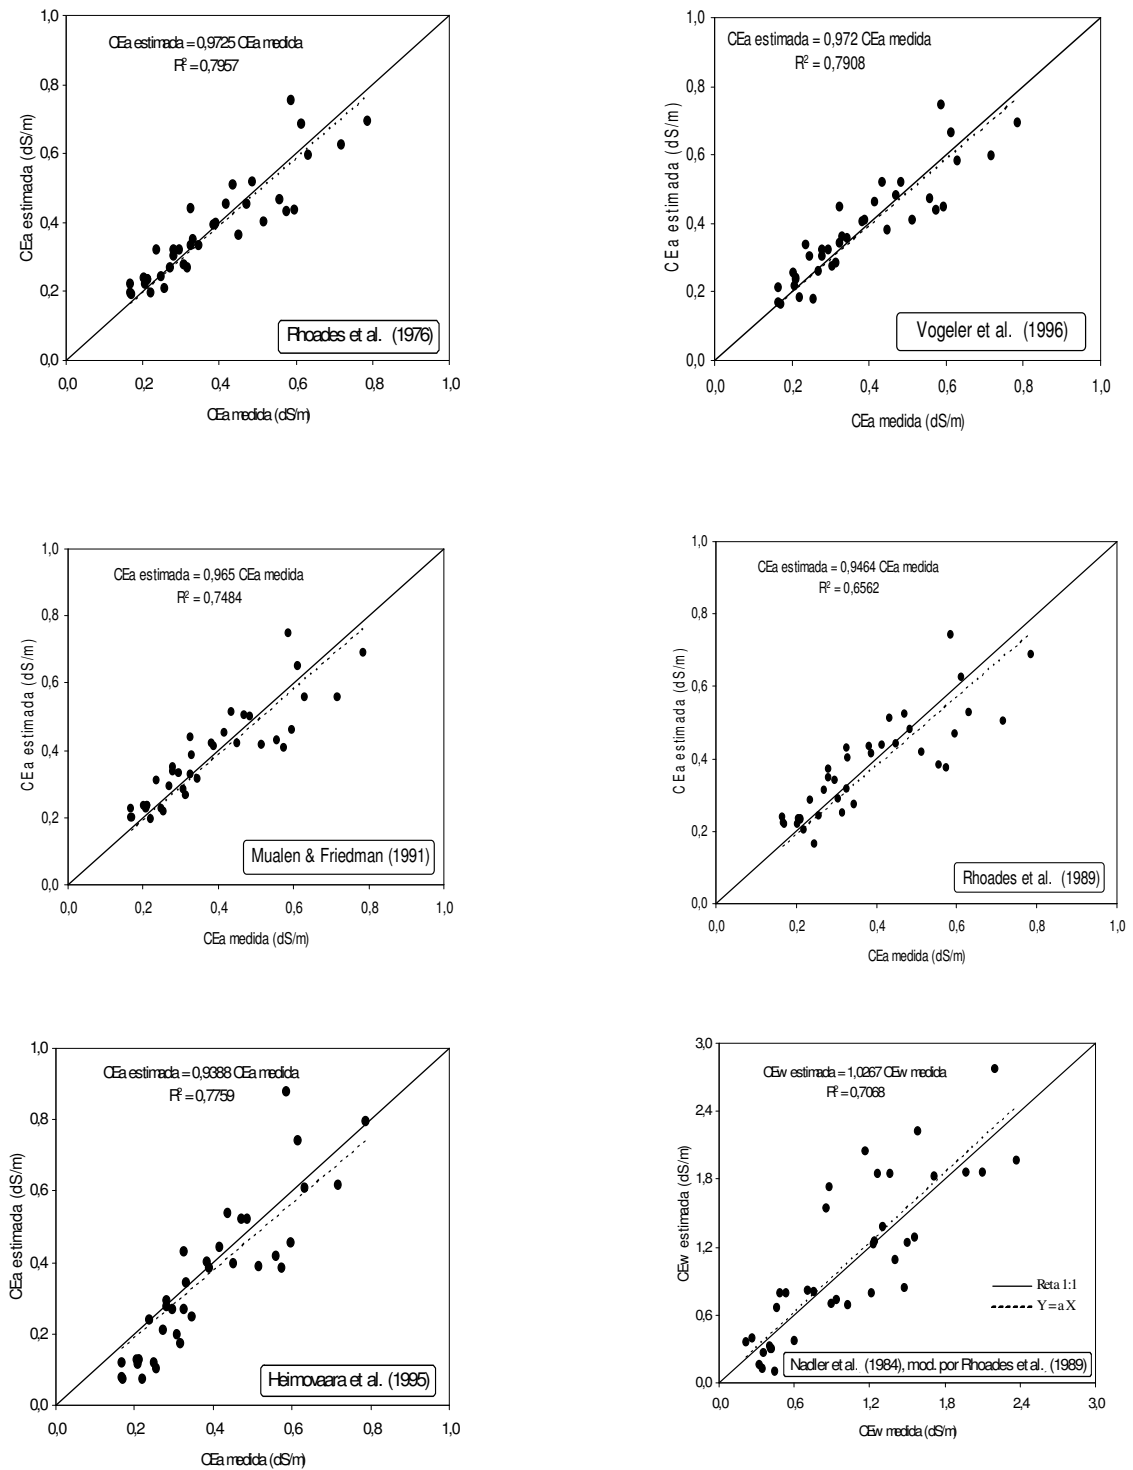 CEa estimada = 0,9725 CEa medida
R² = 0,7957
CEa estimada (dS/m)
1,0
0,8
0,6
0,4
0,2
0,0
Rhoades et al. (1976)
0,0 0,2 0,4 0,6 0,8 1,0
CEa medida (dS/m)
CEa estimada = 0,972 CEa medida
R² = 0,7908
CEa estimada (dS/m)
1,0
0,8
0,6
0,4
0,2
0,0
Vogeler et al. (1996)
0,0 0,2 0,4 0,6 0,8 1,0
CEa medida (dS/m)
CEa estimada = 0,965 CEa medida
R² = 0,7484
CEa estimada (dS/m)
1,0
0,8
0,6
0,4
0,2
0,0
Mualen & Friedman (1991)
0,0 0,2 0,4 0,6 0,8 1,0
CEa medida (dS/m)
CEa estimada = 0,9464 CEa medida
R² = 0,6562
CEa estimada (dS/m)
1,0
0,8
0,6
0,4
0,2
0,0
Rhoades et al. (1989)
0,0 0,2 0,4 0,6 0,8 1,0
CEa medida (dS/m)
CEa estimada = 0,9388 CEa medida
R² = 0,7759
CEa estimada (dS/m)
1,0
0,8
0,6
0,4
0,2
0,0
Heimovaara et al. (1995)
0,0 0,2 0,4 0,6 0,8 1,0
CEa medida (dS/m)
CEw estimada = 1,0267 CEw medida
R² = 0,7068
CEw estimada (dS/m)
3,0
2,4
1,8
1,2
0,6
0,0
Reta 1:1
Y = a X
Nadler et al. (1984), mod. por Rhoades et al. (1989)
0,0 0,6 1,2 1,8 2,4 3,0
CEw medida (dS/m)